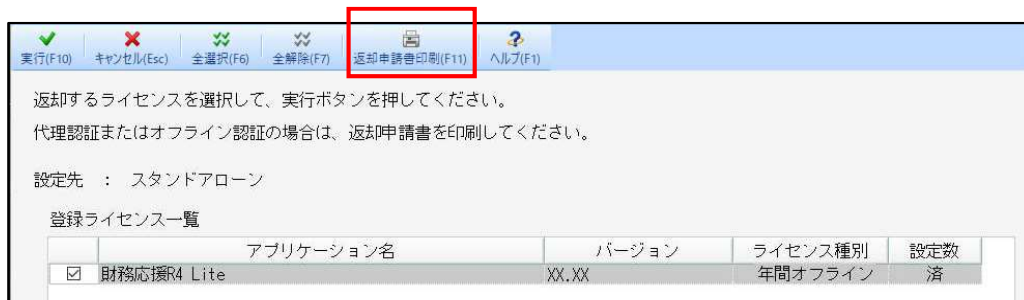 実行(F10) キャンセル(Esc) 全選択(F6) 全解除(F7) 返却申請書印刷(F11) ヘルプ(F1)
返却するライセンスを選択して、実行ボタンを押してください。
代理認証またはオフライン認証の場合は、返却申請書を印刷してください。
設定先 : スタンドアローン
登録ライセンス一覧
アプリケーション名 バージョン ライセンス種別 設定数
財務応援R4 Lite XX.XX 年間オフライン 済